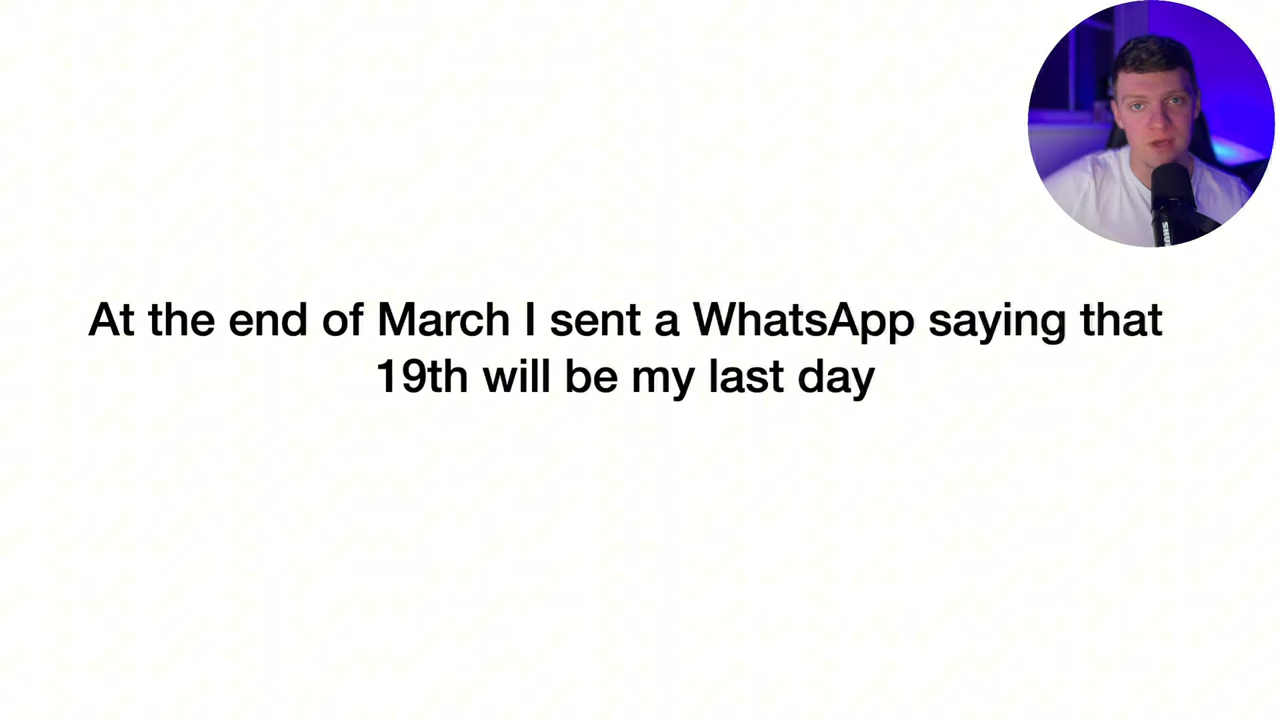 At the end of March I sent a WhatsApp saying that
19th will be my last day